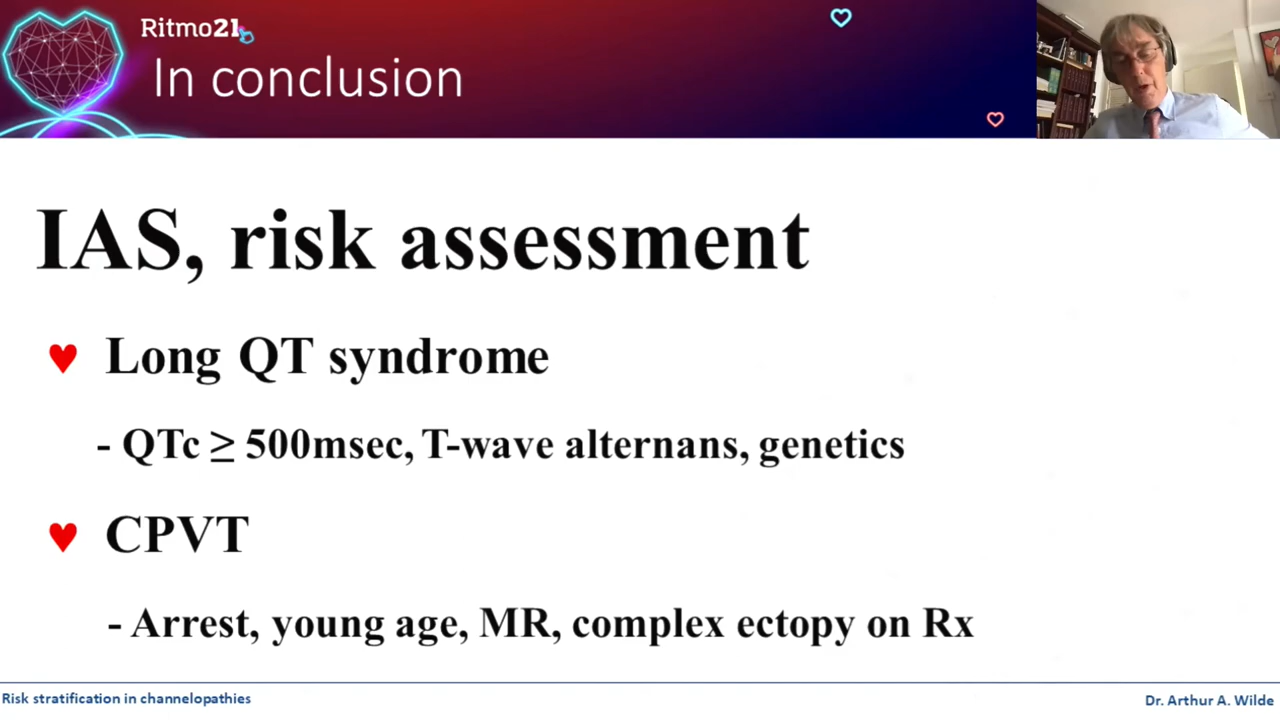 Ritmo21
In conclusion
IAS, risk assessment
♥ Long QT syndrome
- QTc ≥ 500msec, T-wave alternans, genetics
♥ CPVT
- Arrest, young age, MR, complex ectopy on Rx
Risk stratification in channelopathies
Dr. Arthur A. Wilde